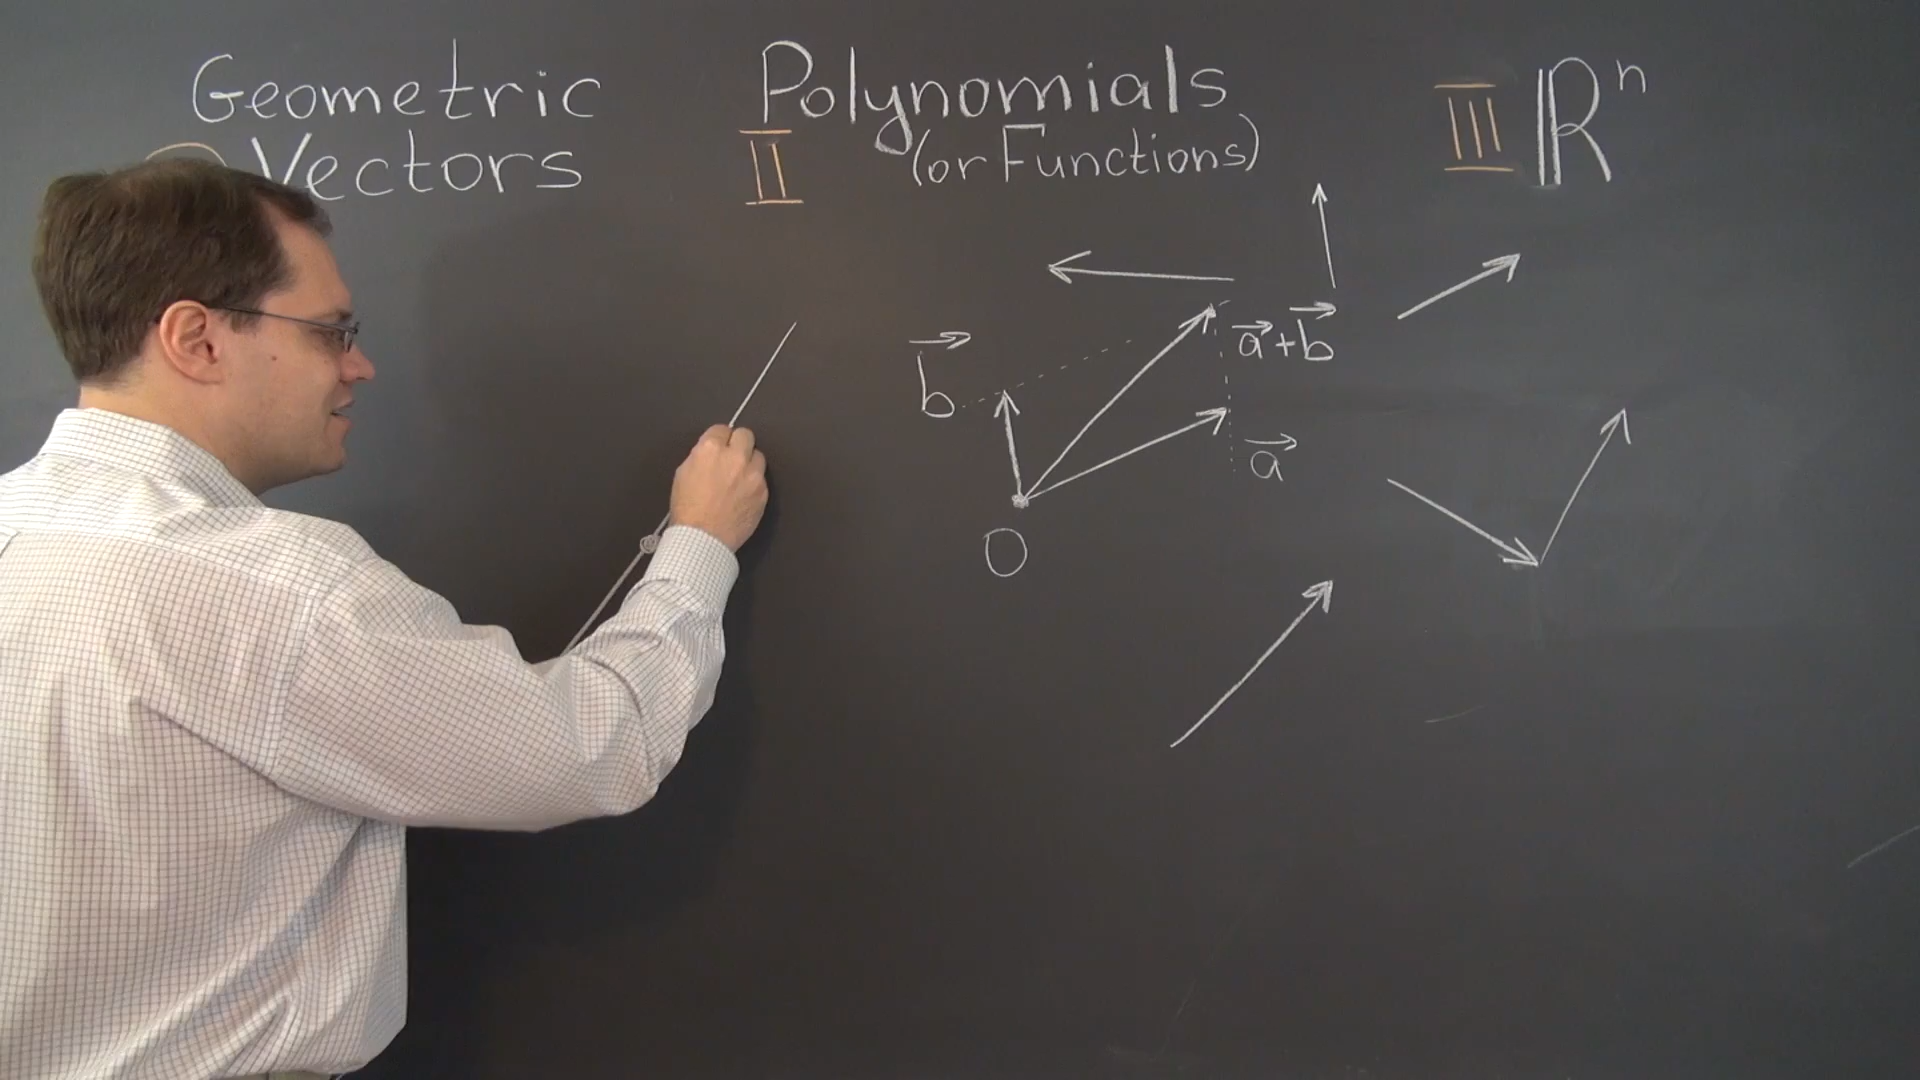 Geometric
Vectors
II Polynomials
(or Functions)
III ℝⁿ
b⃗
a⃗+b⃗
a⃗
O